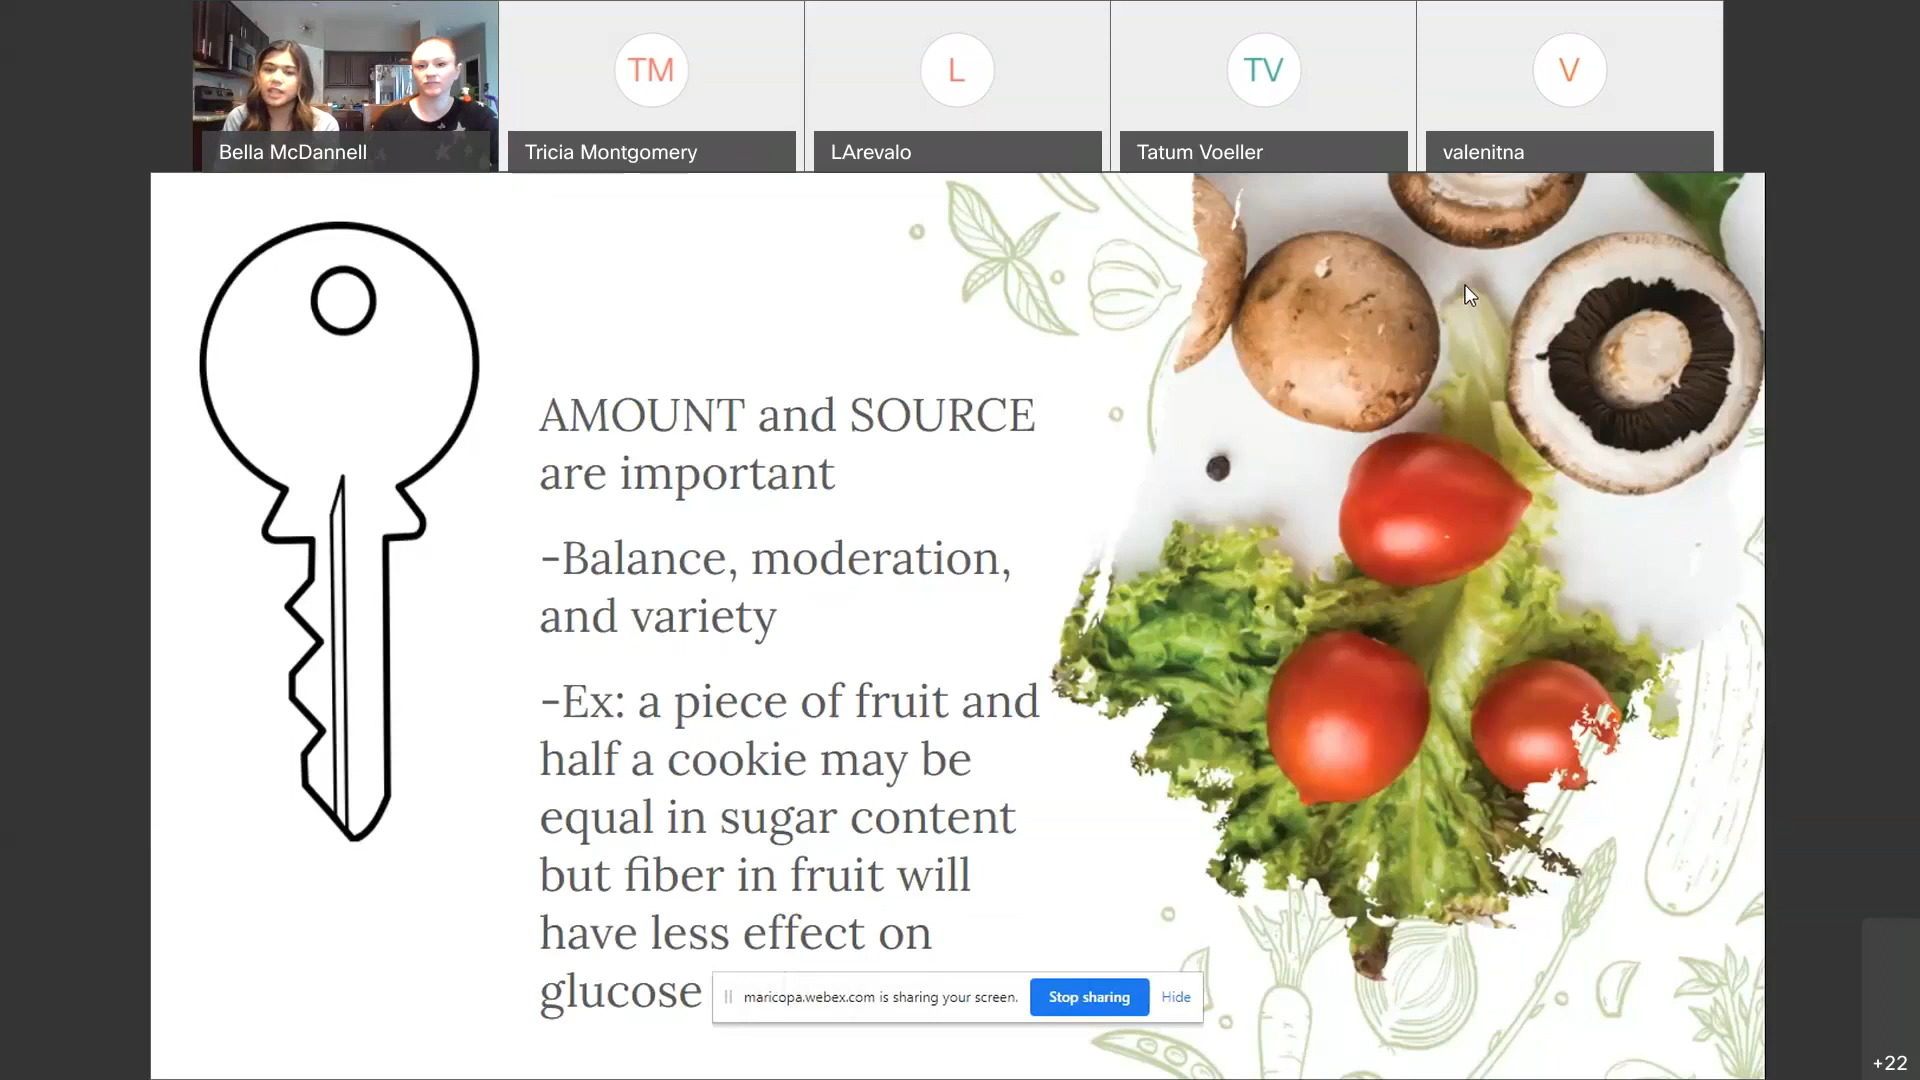 TM
L
TV
V
Bella McDannell
Tricia Montgomery
LArevalo
Tatum Voeller
valenitna
AMOUNT and SOURCE
are important
-Balance, moderation,
and variety
-Ex: a piece of fruit and
half a cookie may be
equal in sugar content
but fiber in fruit will
have less effect on
glucose
maricopa.webex.com is sharing your screen.
Stop sharing
Hide
+22